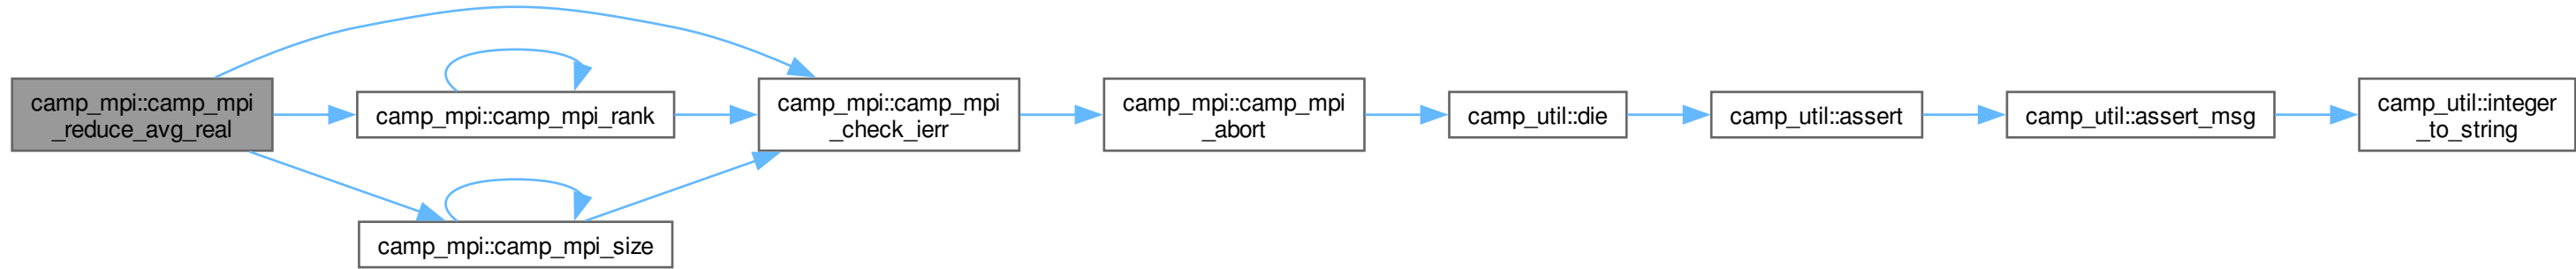 camp_mpi::camp_mpi
_reduce_avg_real
camp_mpi::camp_mpi_rank
camp_mpi::camp_mpi_size
camp_mpi::camp_mpi
_check_ierr
camp_mpi::camp_mpi
_abort
camp_util::die
camp_util::assert
camp_util::assert_msg
camp_util::integer
_to_string